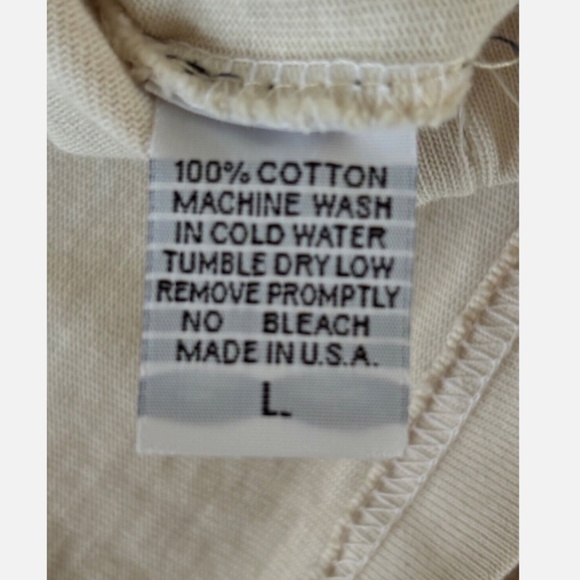 100% COTTON
MACHINE WASH
IN COLD WATER
TUMBLE DRY LOW
REMOVE PROMPTLY
NO BLEACH
MADE IN U.S.A.
L